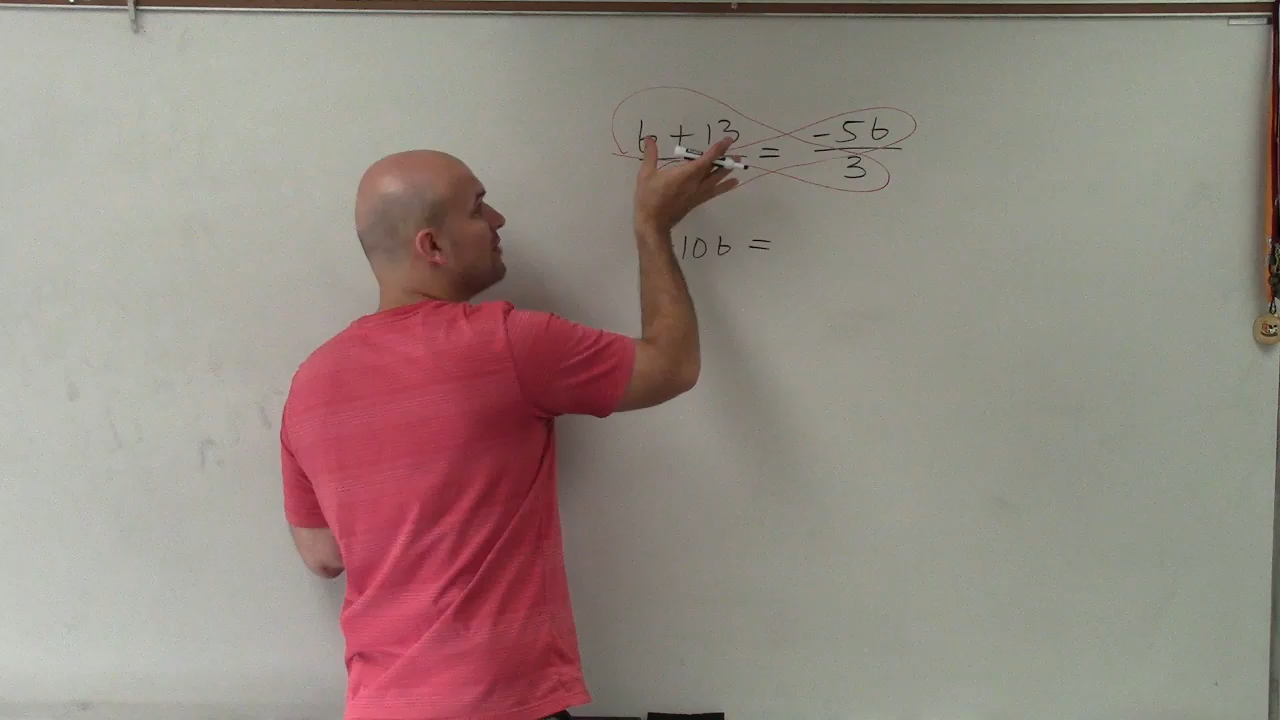 b + 13 = -5b
3
10b =